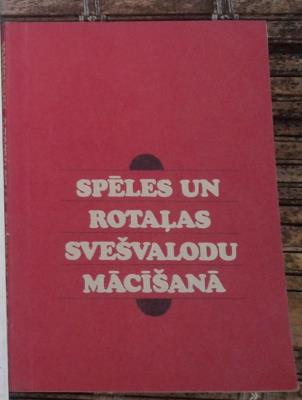 SPĒLES UN
ROTAĻAS
SVEŠVALODU
MĀCĪŠANĀ